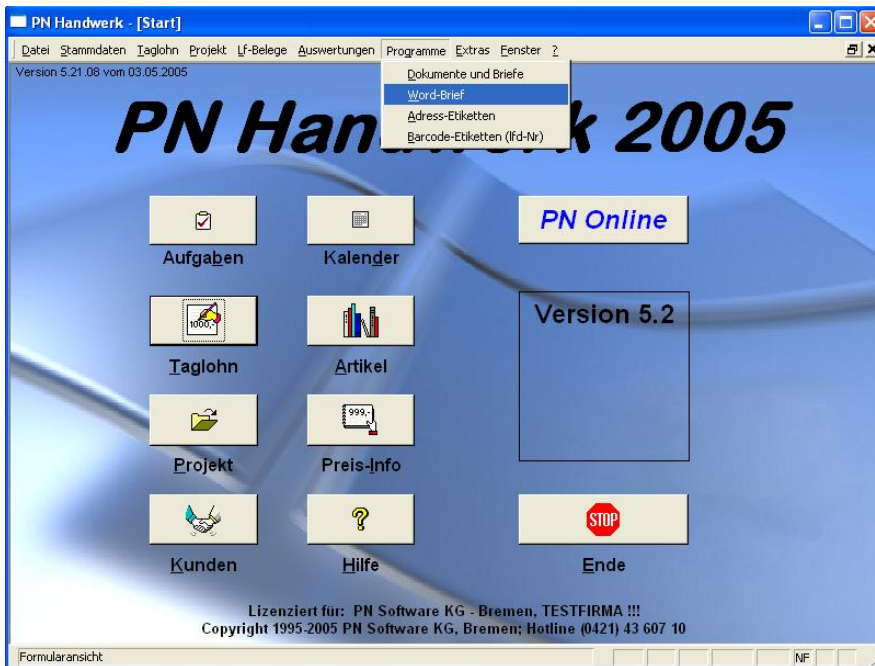 PN Handwerk - [Start]
Datei Stammdaten Taglohn Projekt Lf-Belege Auswertungen Programme Extras Fenster ?
Version 5.21.08 vom 03.05.2005
Dokumente und Briefe
Word-Brief
Adress-Etiketten
Barcode-Etiketten (lfd-Nr)
PN Handwerk 2005
Aufgaben
Kalender
PN Online
1000,-
Taglohn
Artikel
Version 5.2
Projekt
999,-
Preis-Info
Kunden
Hilfe
STOP
Ende
Lizenziert für: PN Software KG - Bremen, TESTFIRMA !!!
Copyright 1995-2005 PN Software KG, Bremen; Hotline (0421) 43 607 10
Formularansicht
NF